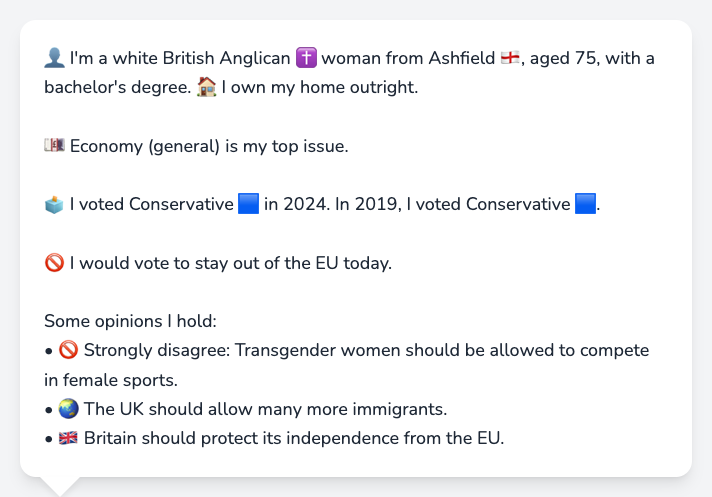 👤 I'm a white British Anglican ✝️ woman from Ashfield 🏴󠁧󠁢󠁥󠁮󠁧󠁿, aged 75, with a
bachelor's degree. 🏠 I own my home outright.
💷 Economy (general) is my top issue.
🗳️ I voted Conservative 🟦 in 2024. In 2019, I voted Conservative 🟦.
🚫 I would vote to stay out of the EU today.
Some opinions I hold:
• 🚫 Strongly disagree: Transgender women should be allowed to compete
in female sports.
• 🌏 The UK should allow many more immigrants.
• 🇬🇧 Britain should protect its independence from the EU.